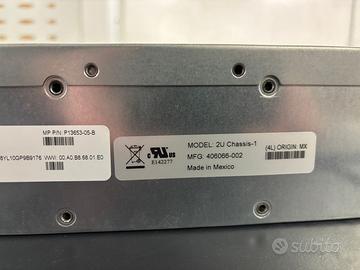 MP P/N: P13653-05-B
6YL10GP9B9176 WWN: 00.A0.B8.68.01.E0
E142277
MODEL: 2U Chassis-1
MFG: 406066-002
Made in Mexico
(4L) ORIGIN: MX
subito